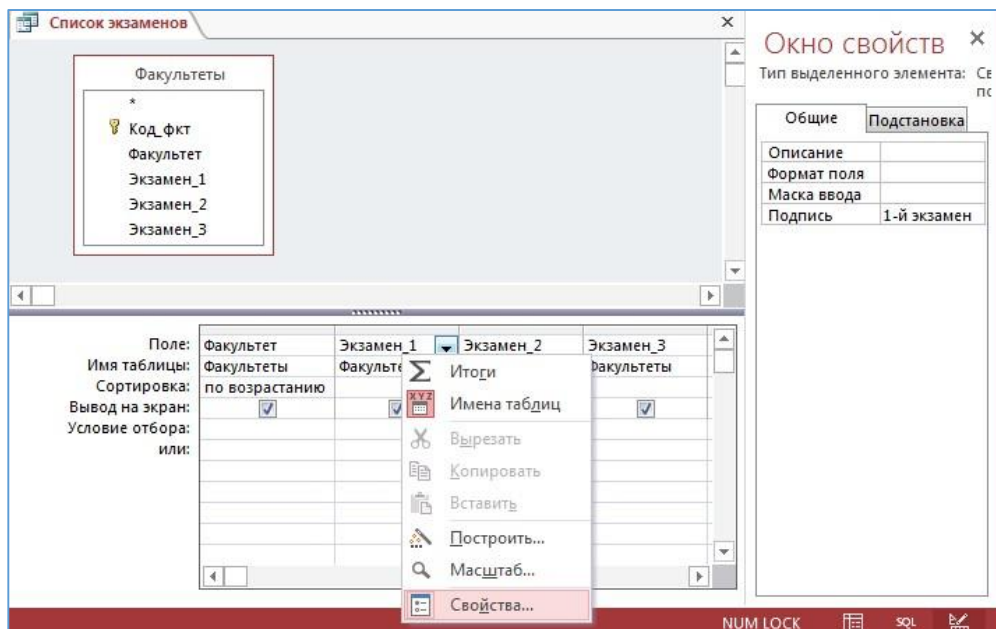 Список экзаменов
Факультеты
*
Код_фкт
Факультет
Экзамен_1
Экзамен_2
Экзамен_3
Окно свойств
Тип выделенного элемента:
Общие Подстановка
Описание
Формат поля
Маска ввода
Подпись 1-й экзамен
Поле: Факультет Экзамен_1 Экзамен_2 Экзамен_3
Имя таблицы: Факультеты Факульте Факультеты
Сортировка: по возрастанию
Вывод на экран:
Условие отбора:
или:
Итоги
XYZ
Имена таблиц
Вырезать
Копировать
Вставить
Построить...
Масштаб...
Свойства...
NUM LOCK SQL